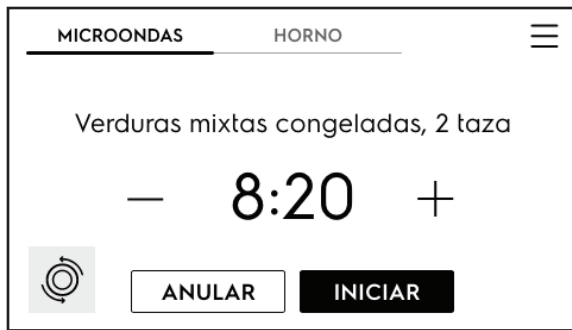 MICROONDAS HORNO
Verduras mixtas congeladas, 2 taza
— 8:20 +
ANULAR INICIAR